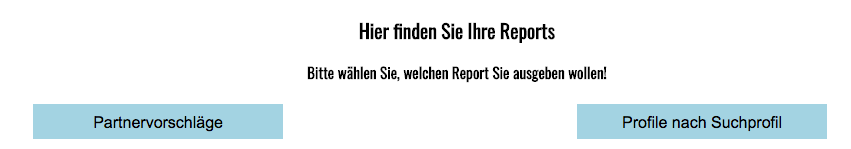 Hier finden Sie Ihre Reports
Bitte wählen Sie, welchen Report Sie ausgeben wollen!
Partnervorschläge
Profile nach Suchprofil